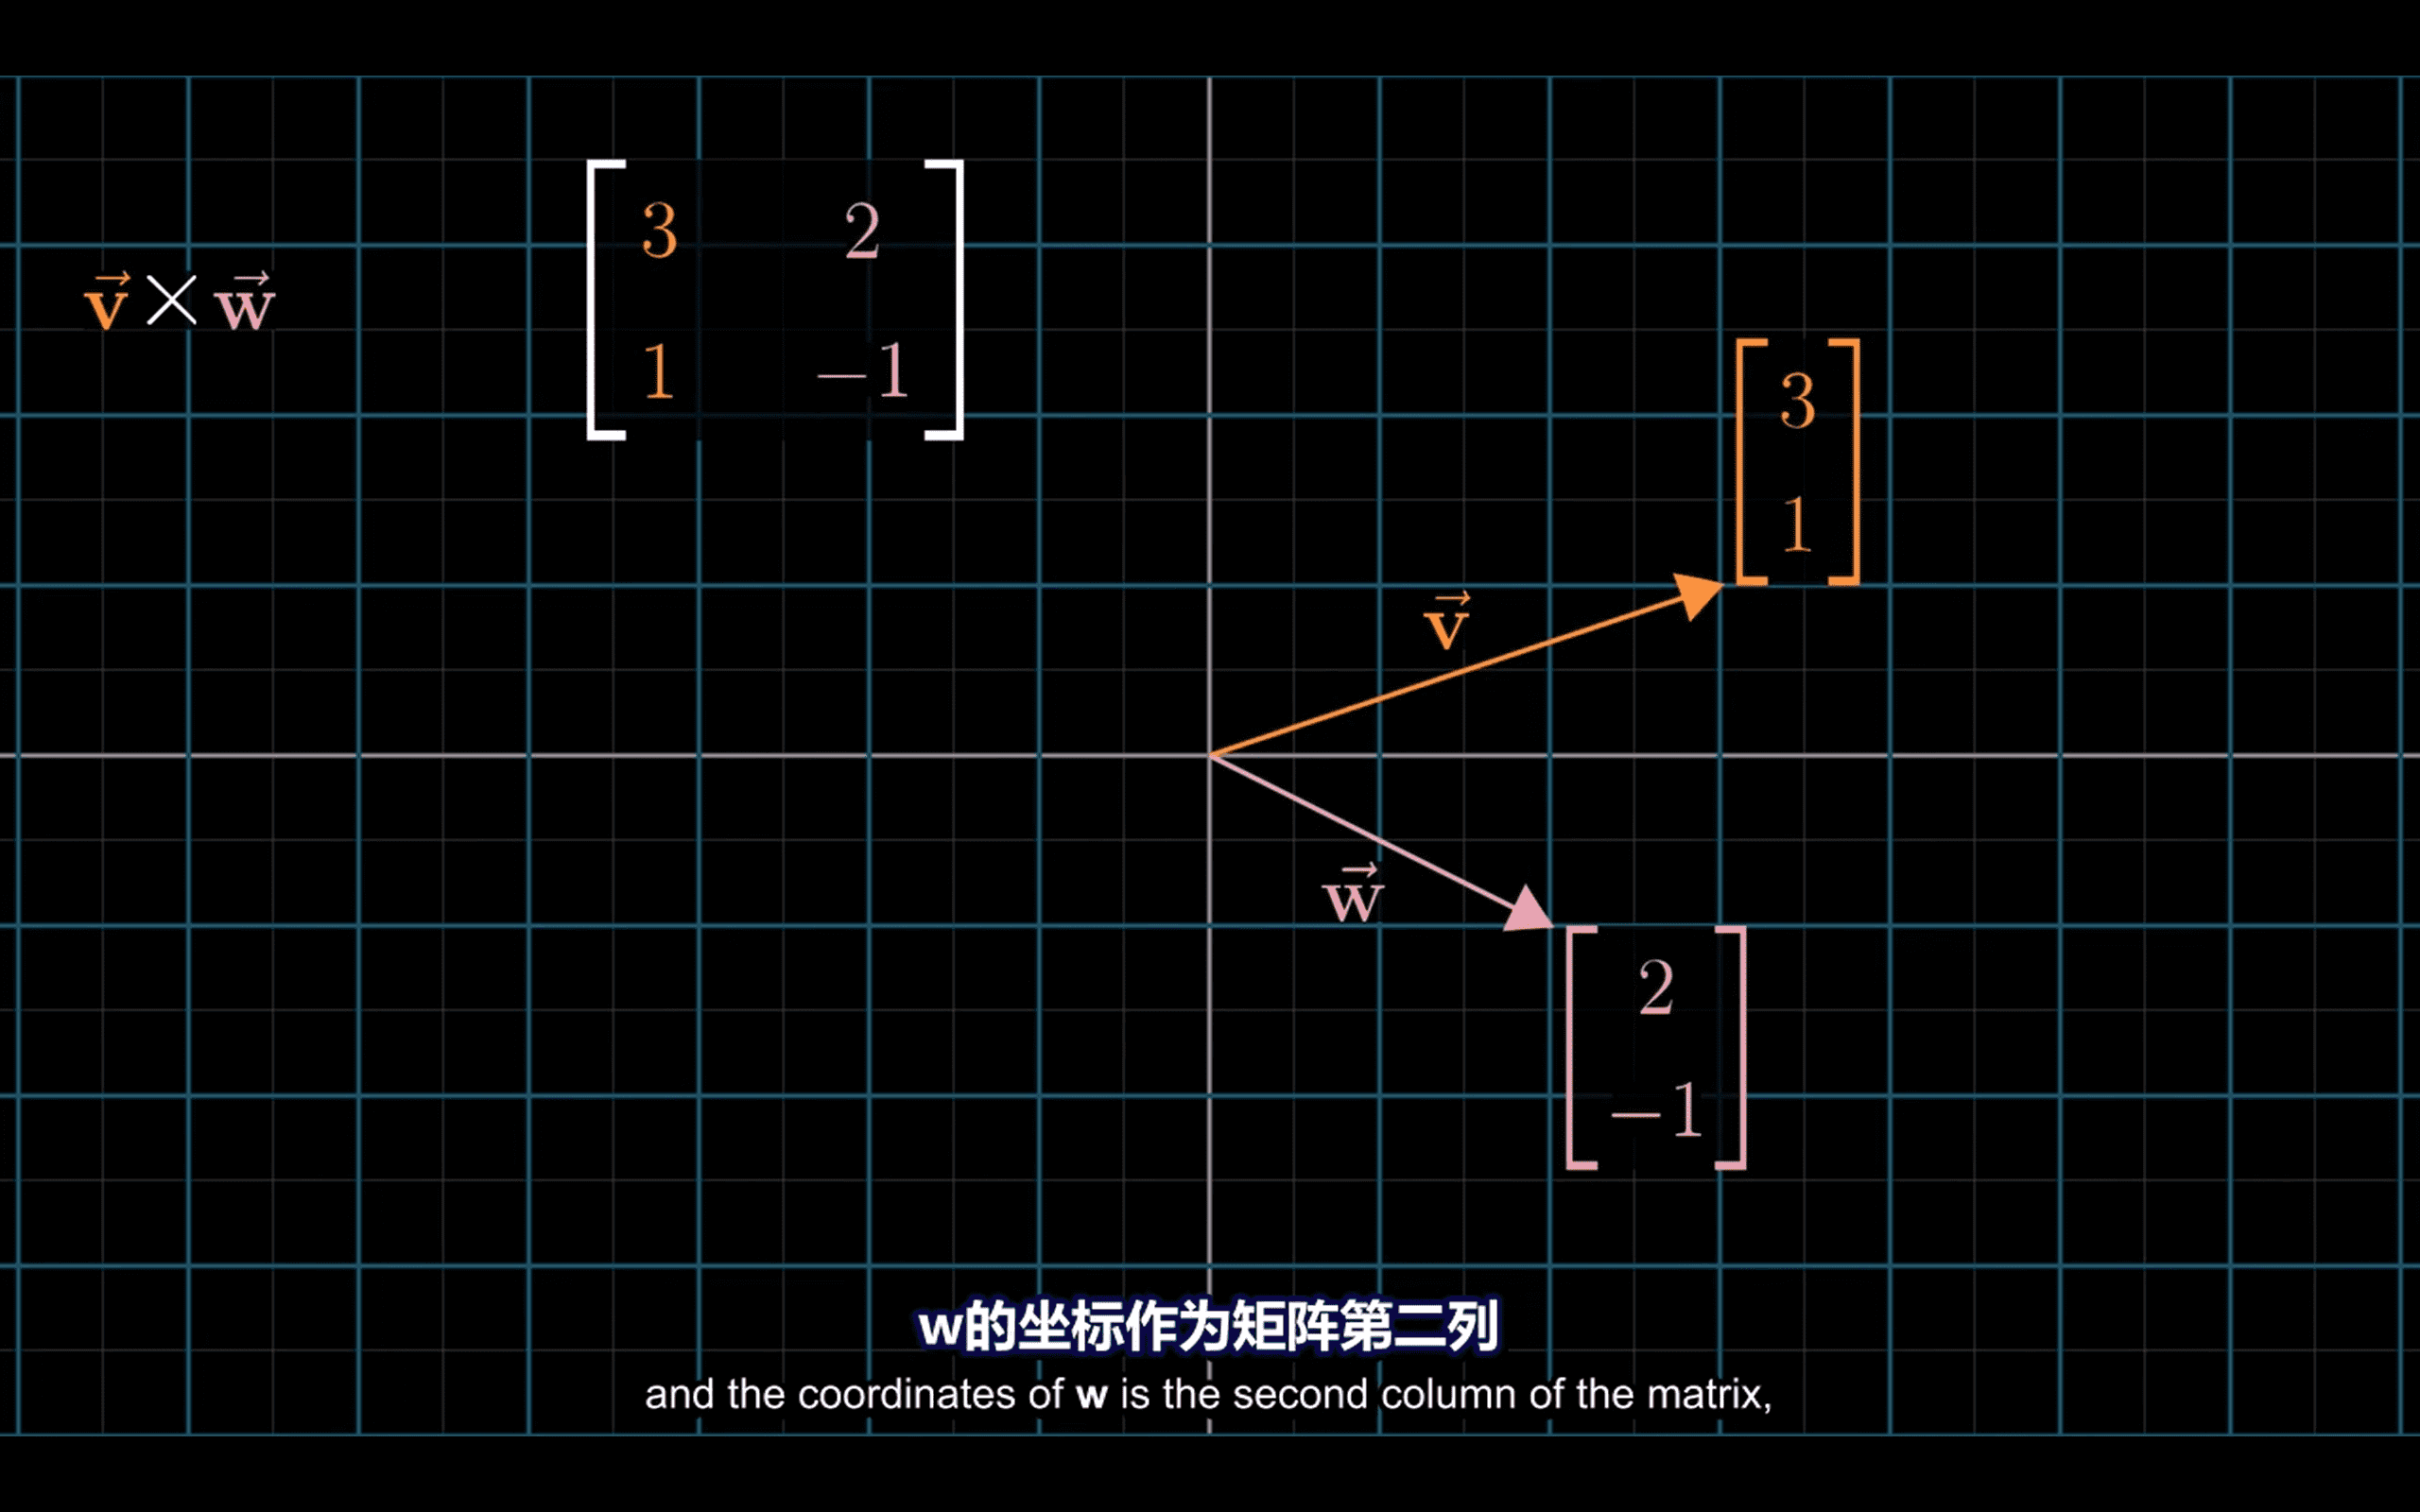 v⃗ × w⃗
3 2
1 −1
3
1
v⃗
w⃗
2
−1
w的坐标作为矩阵第二列
and the coordinates of w is the second column of the matrix,